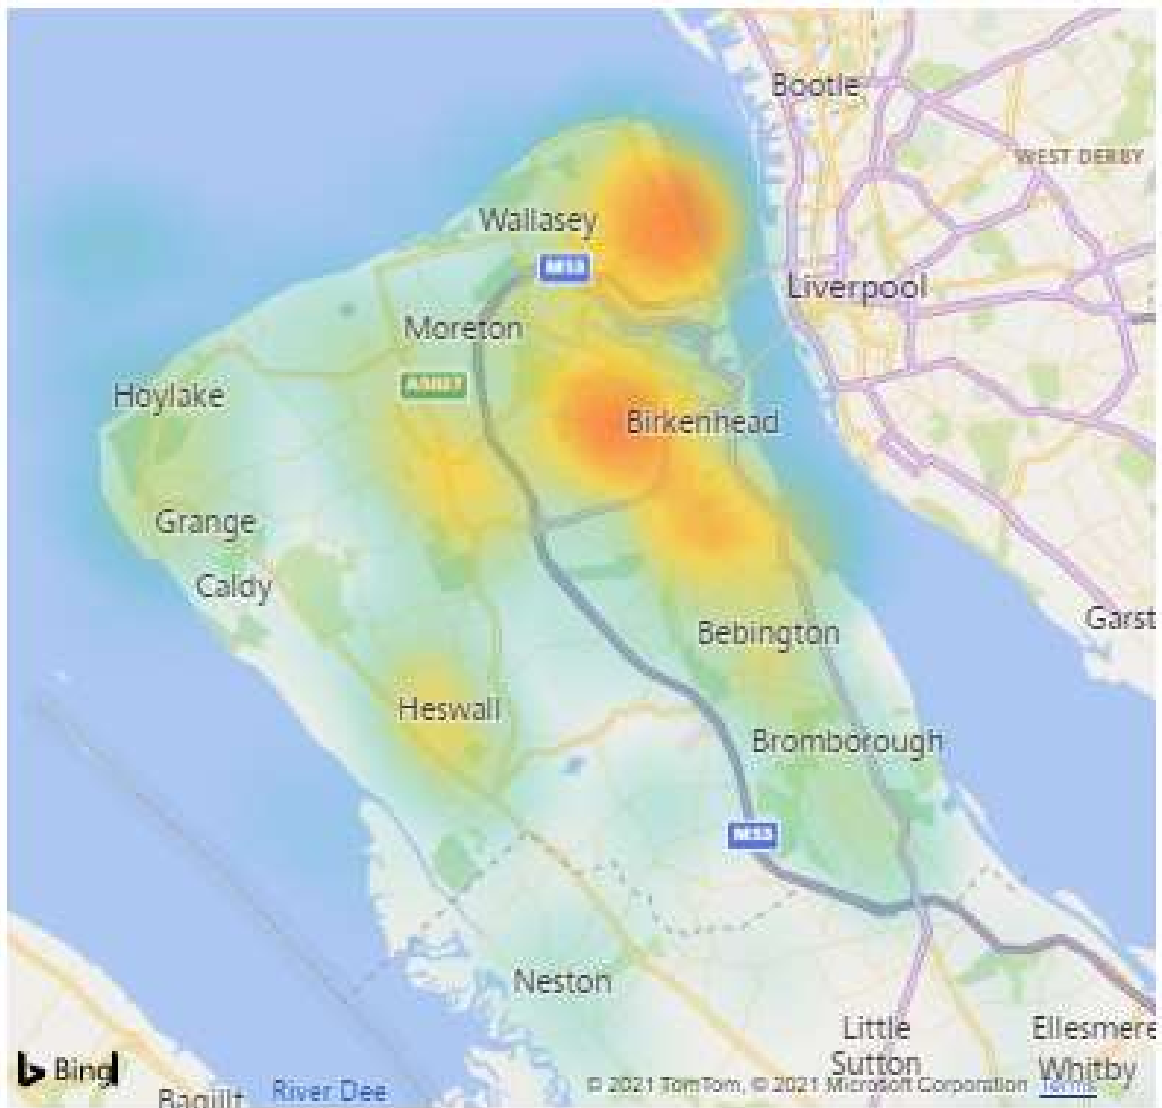 Bootle
WEST DERBY
Wallasey
M53
Liverpool
Moreton
Hoylake
Birkenhead
Grange
Caldy
Garst
Bebington
Heswall
Bromborough
M53
Neston
Little
Sutton
Ellesmere
Whitby
Bing
Bagillt
River Dee
© 2021 TomTom, © 2021 Microsoft Corporation Terms